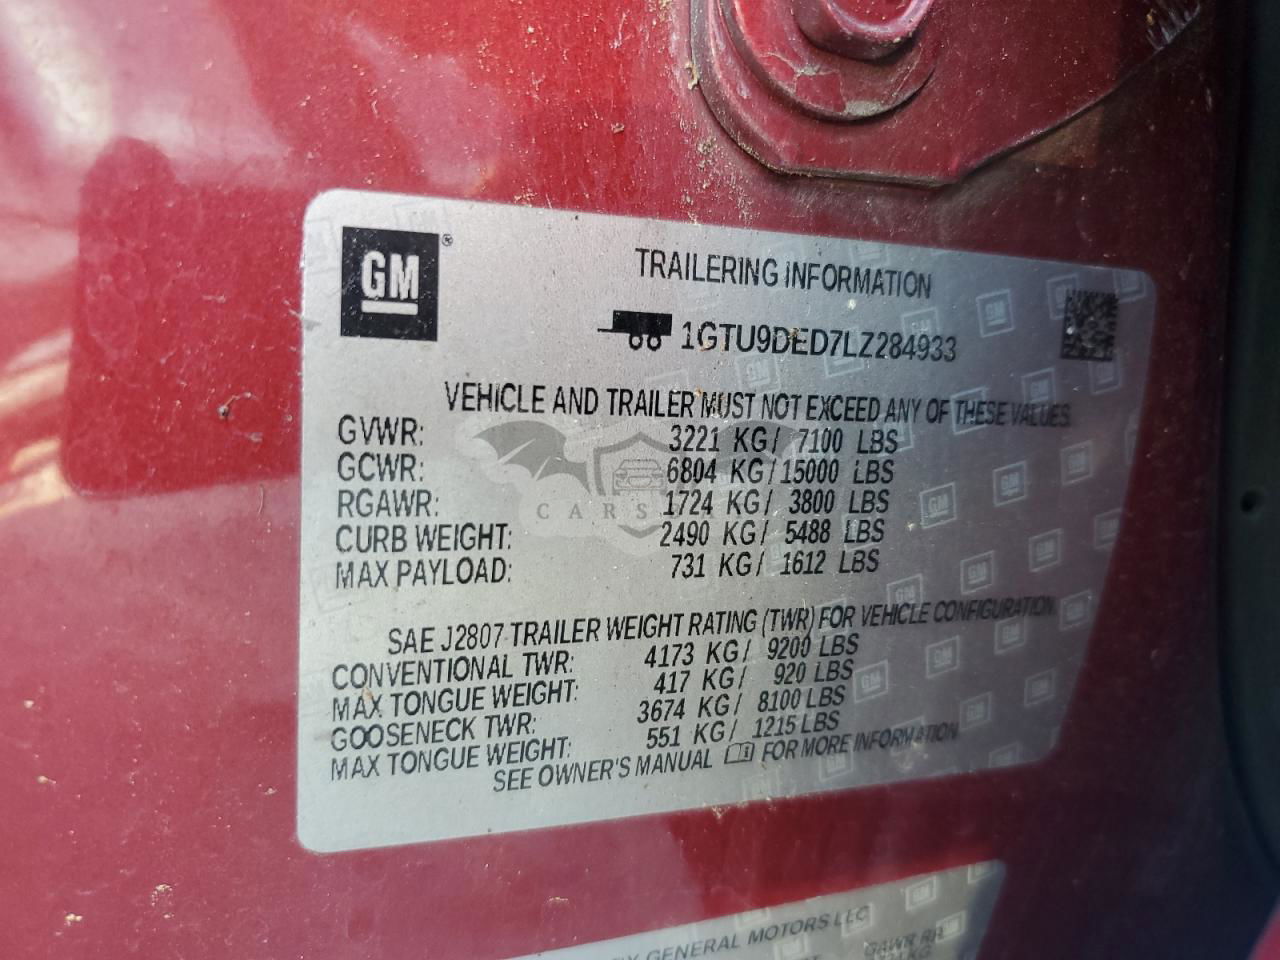 GM®
TRAILERING INFORMATION
1GTU9DED7LZ284933
VEHICLE AND TRAILER MUST NOT EXCEED ANY OF THESE VALUES.
GVWR: 3221 KG/ 7100 LBS
GCWR: 6804 KG/15000 LBS
RGAWR: 1724 KG/ 3800 LBS
CURB WEIGHT: 2490 KG/ 5488 LBS
MAX PAYLOAD: 731 KG/ 1612 LBS
CARS
SAE J2807 TRAILER WEIGHT RATING (TWR) FOR VEHICLE CONFIGURATION.
CONVENTIONAL TWR: 4173 KG/ 9200 LBS
MAX TONGUE WEIGHT: 417 KG/ 920 LBS
GOOSENECK TWR: 3674 KG/ 8100 LBS
MAX TONGUE WEIGHT: 551 KG/ 1215 LBS
SEE OWNER'S MANUAL FOR MORE INFORMATION
GENERAL MOTORS LLC
GAWR RR
KG